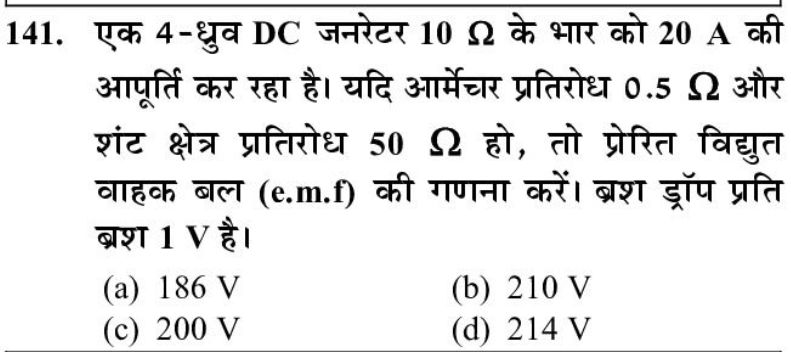 141. एक 4-ध्रुव DC जनरेटर 10 Ω के भार को 20 A की
आपूर्ति कर रहा है। यदि आर्मेचर प्रतिरोध 0.5 Ω और
शंट क्षेत्र प्रतिरोध 50 Ω हो, तो प्रेरित विद्युत
वाहक बल (e.m.f) की गणना करें। ब्रश ड्रॉप प्रति
ब्रश 1 V है।
(a) 186 V (b) 210 V
(c) 200 V (d) 214 V